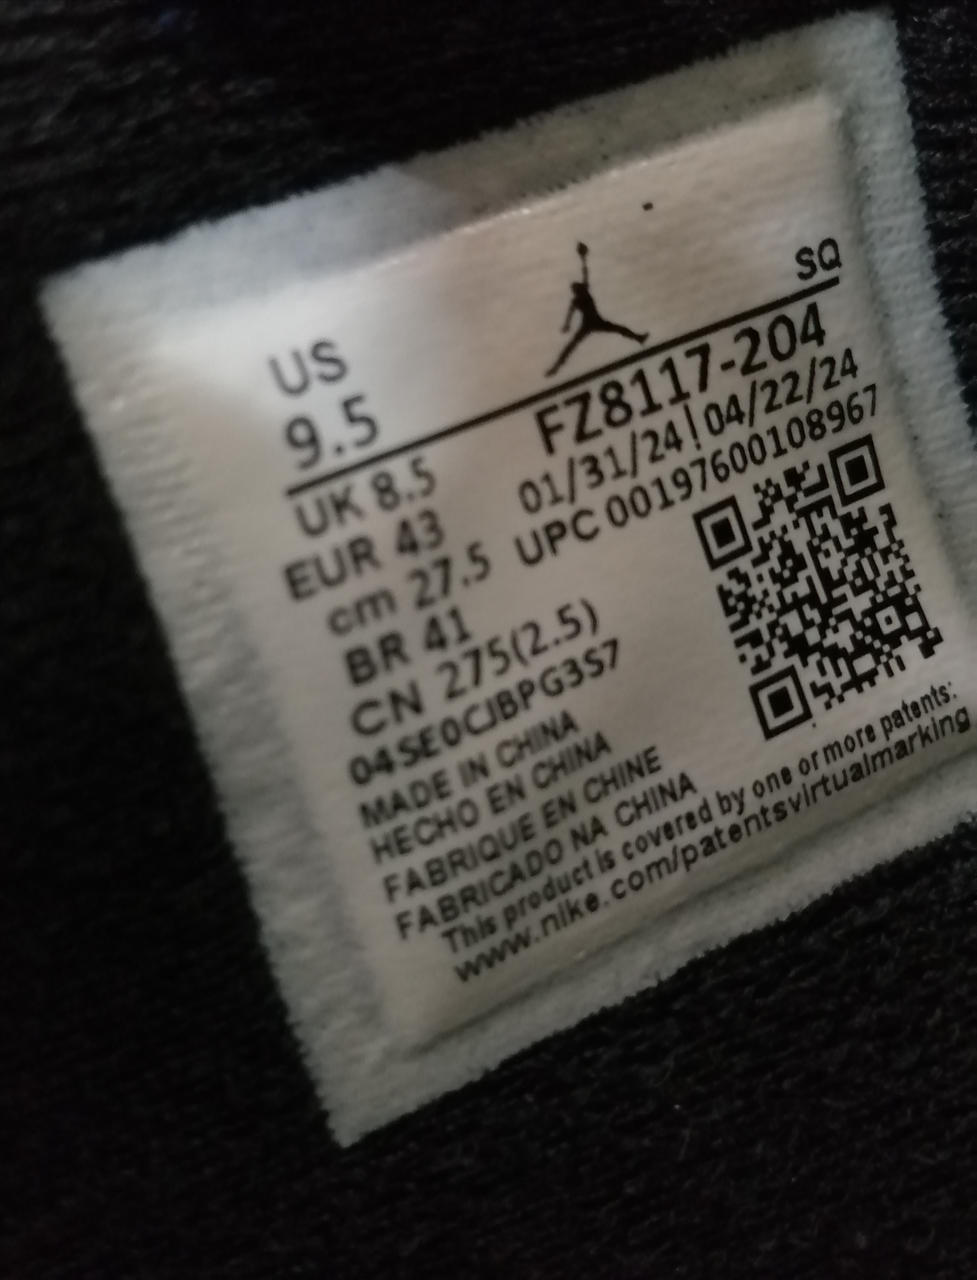 SQ
US
9.5
FZ8117-204
UK 8.5
01/31/24 | 04/22/24
EUR 43
UPC 00197600108967
cm 27.5
BR 41
CN 275(2.5)
04SE0CJBPG3S7
MADE IN CHINA
HECHO EN CHINA
FABRIQUE EN CHINE
FABRICADO NA CHINA
This product is covered by one or more patents:
www.nike.com/patentsvirtualmarking